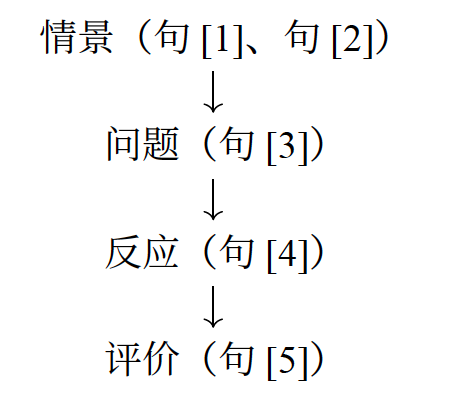 情景（句 [1]、句 [2]）
问题（句 [3]）
反应（句 [4]）
评价（句 [5]）